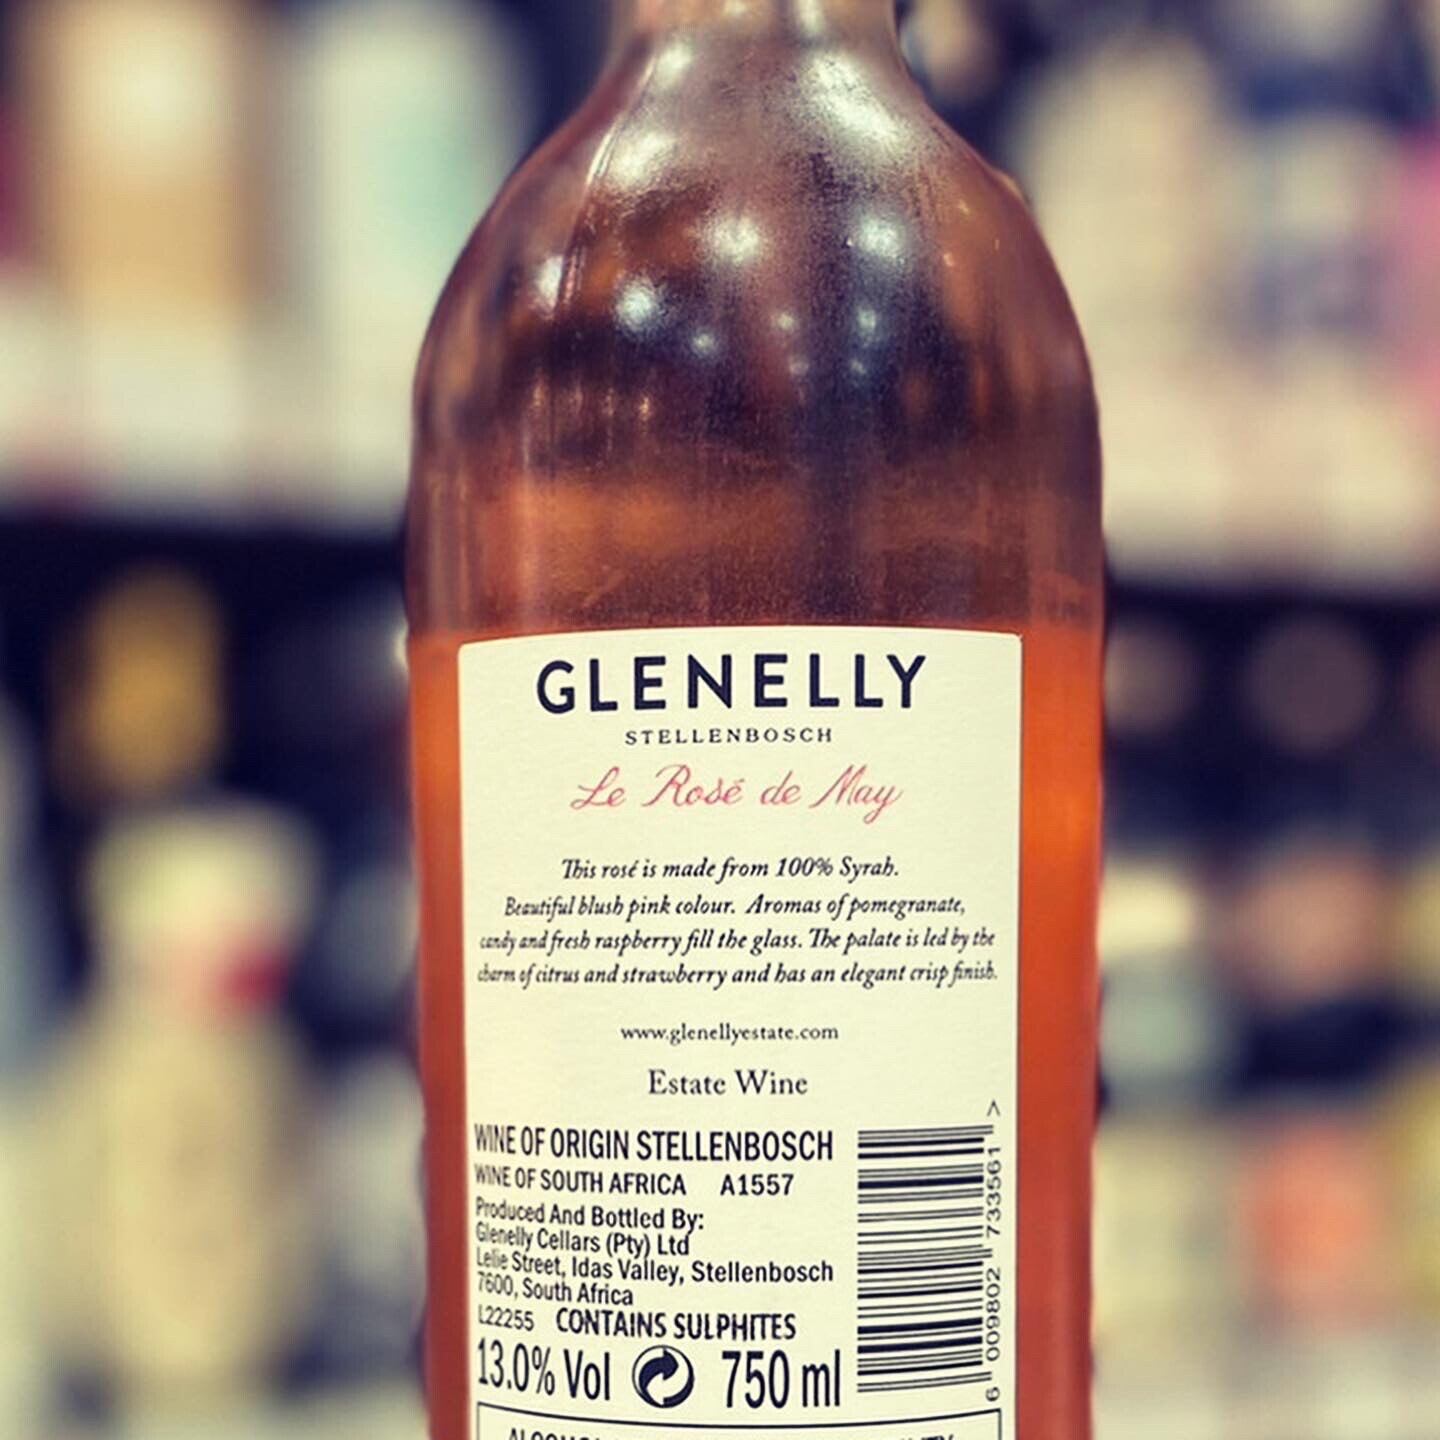 GLENELLY
STELLENBOSCH
Le Rosé de May
This rosé is made from 100% Syrah.
Beautiful blush pink colour. Aromas of pomegranate,
candy and fresh raspberry fill the glass. The palate is led by the
charm of citrus and strawberry and has an elegant crisp finish.
www.glenellyestate.com
Estate Wine
WINE OF ORIGIN STELLENBOSCH
WINE OF SOUTH AFRICA A1557
Produced And Bottled By:
Glenelly Cellars (Pty) Ltd
Lelie Street, Idas Valley, Stellenbosch
7600, South Africa
L22255 CONTAINS SULPHITES
13.0% Vol 750 ml
6 009802 733561 >